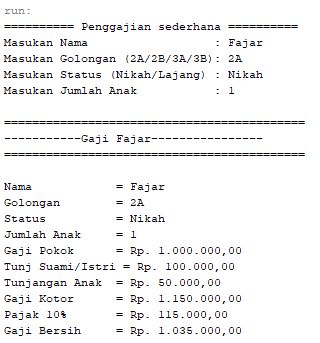 run:
========== Penggajian sederhana ==========
Masukan Nama                   : Fajar
Masukan Golongan (2A/2B/3A/3B): 2A
Masukan Status (Nikah/Lajang) : Nikah
Masukan Jumlah Anak            : 1
===========================================
-----------Gaji Fajar----------------
===========================================
Nama            = Fajar
Golongan        = 2A
Status          = Nikah
Jumlah Anak     = 1
Gaji Pokok      = Rp. 1.000.000,00
Tunj Suami/Istri = Rp. 100.000,00
Tunjangan Anak  = Rp. 50.000,00
Gaji Kotor      = Rp. 1.150.000,00
Pajak 10%       = Rp. 115.000,00
Gaji Bersih     = Rp. 1.035.000,00